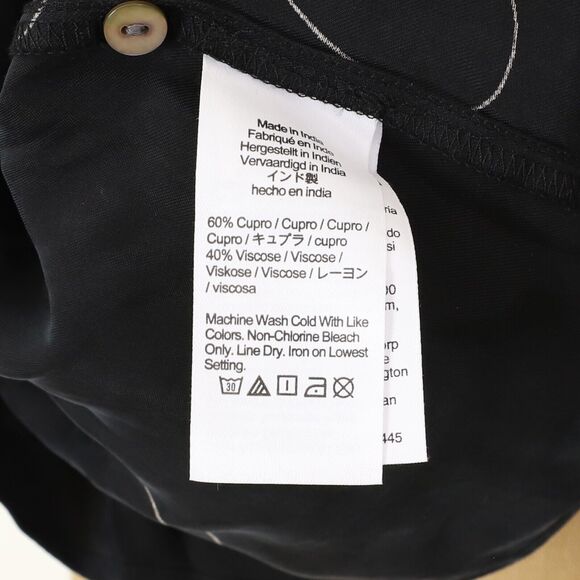 Made in India
Fabriqué en Inde
Hergestellt in Indien
Vervaardigd in India
インド製
hecho en india
60% Cupro / Cupro / Cupro /
Cupro / キュプラ / cupro
40% Viscose / Viscose /
Viskose / Viscose / レーヨン
/ viscosa
Machine Wash Cold With Like
Colors. Non-Chlorine Bleach
Only. Line Dry. Iron on Lowest
Setting.
30
445